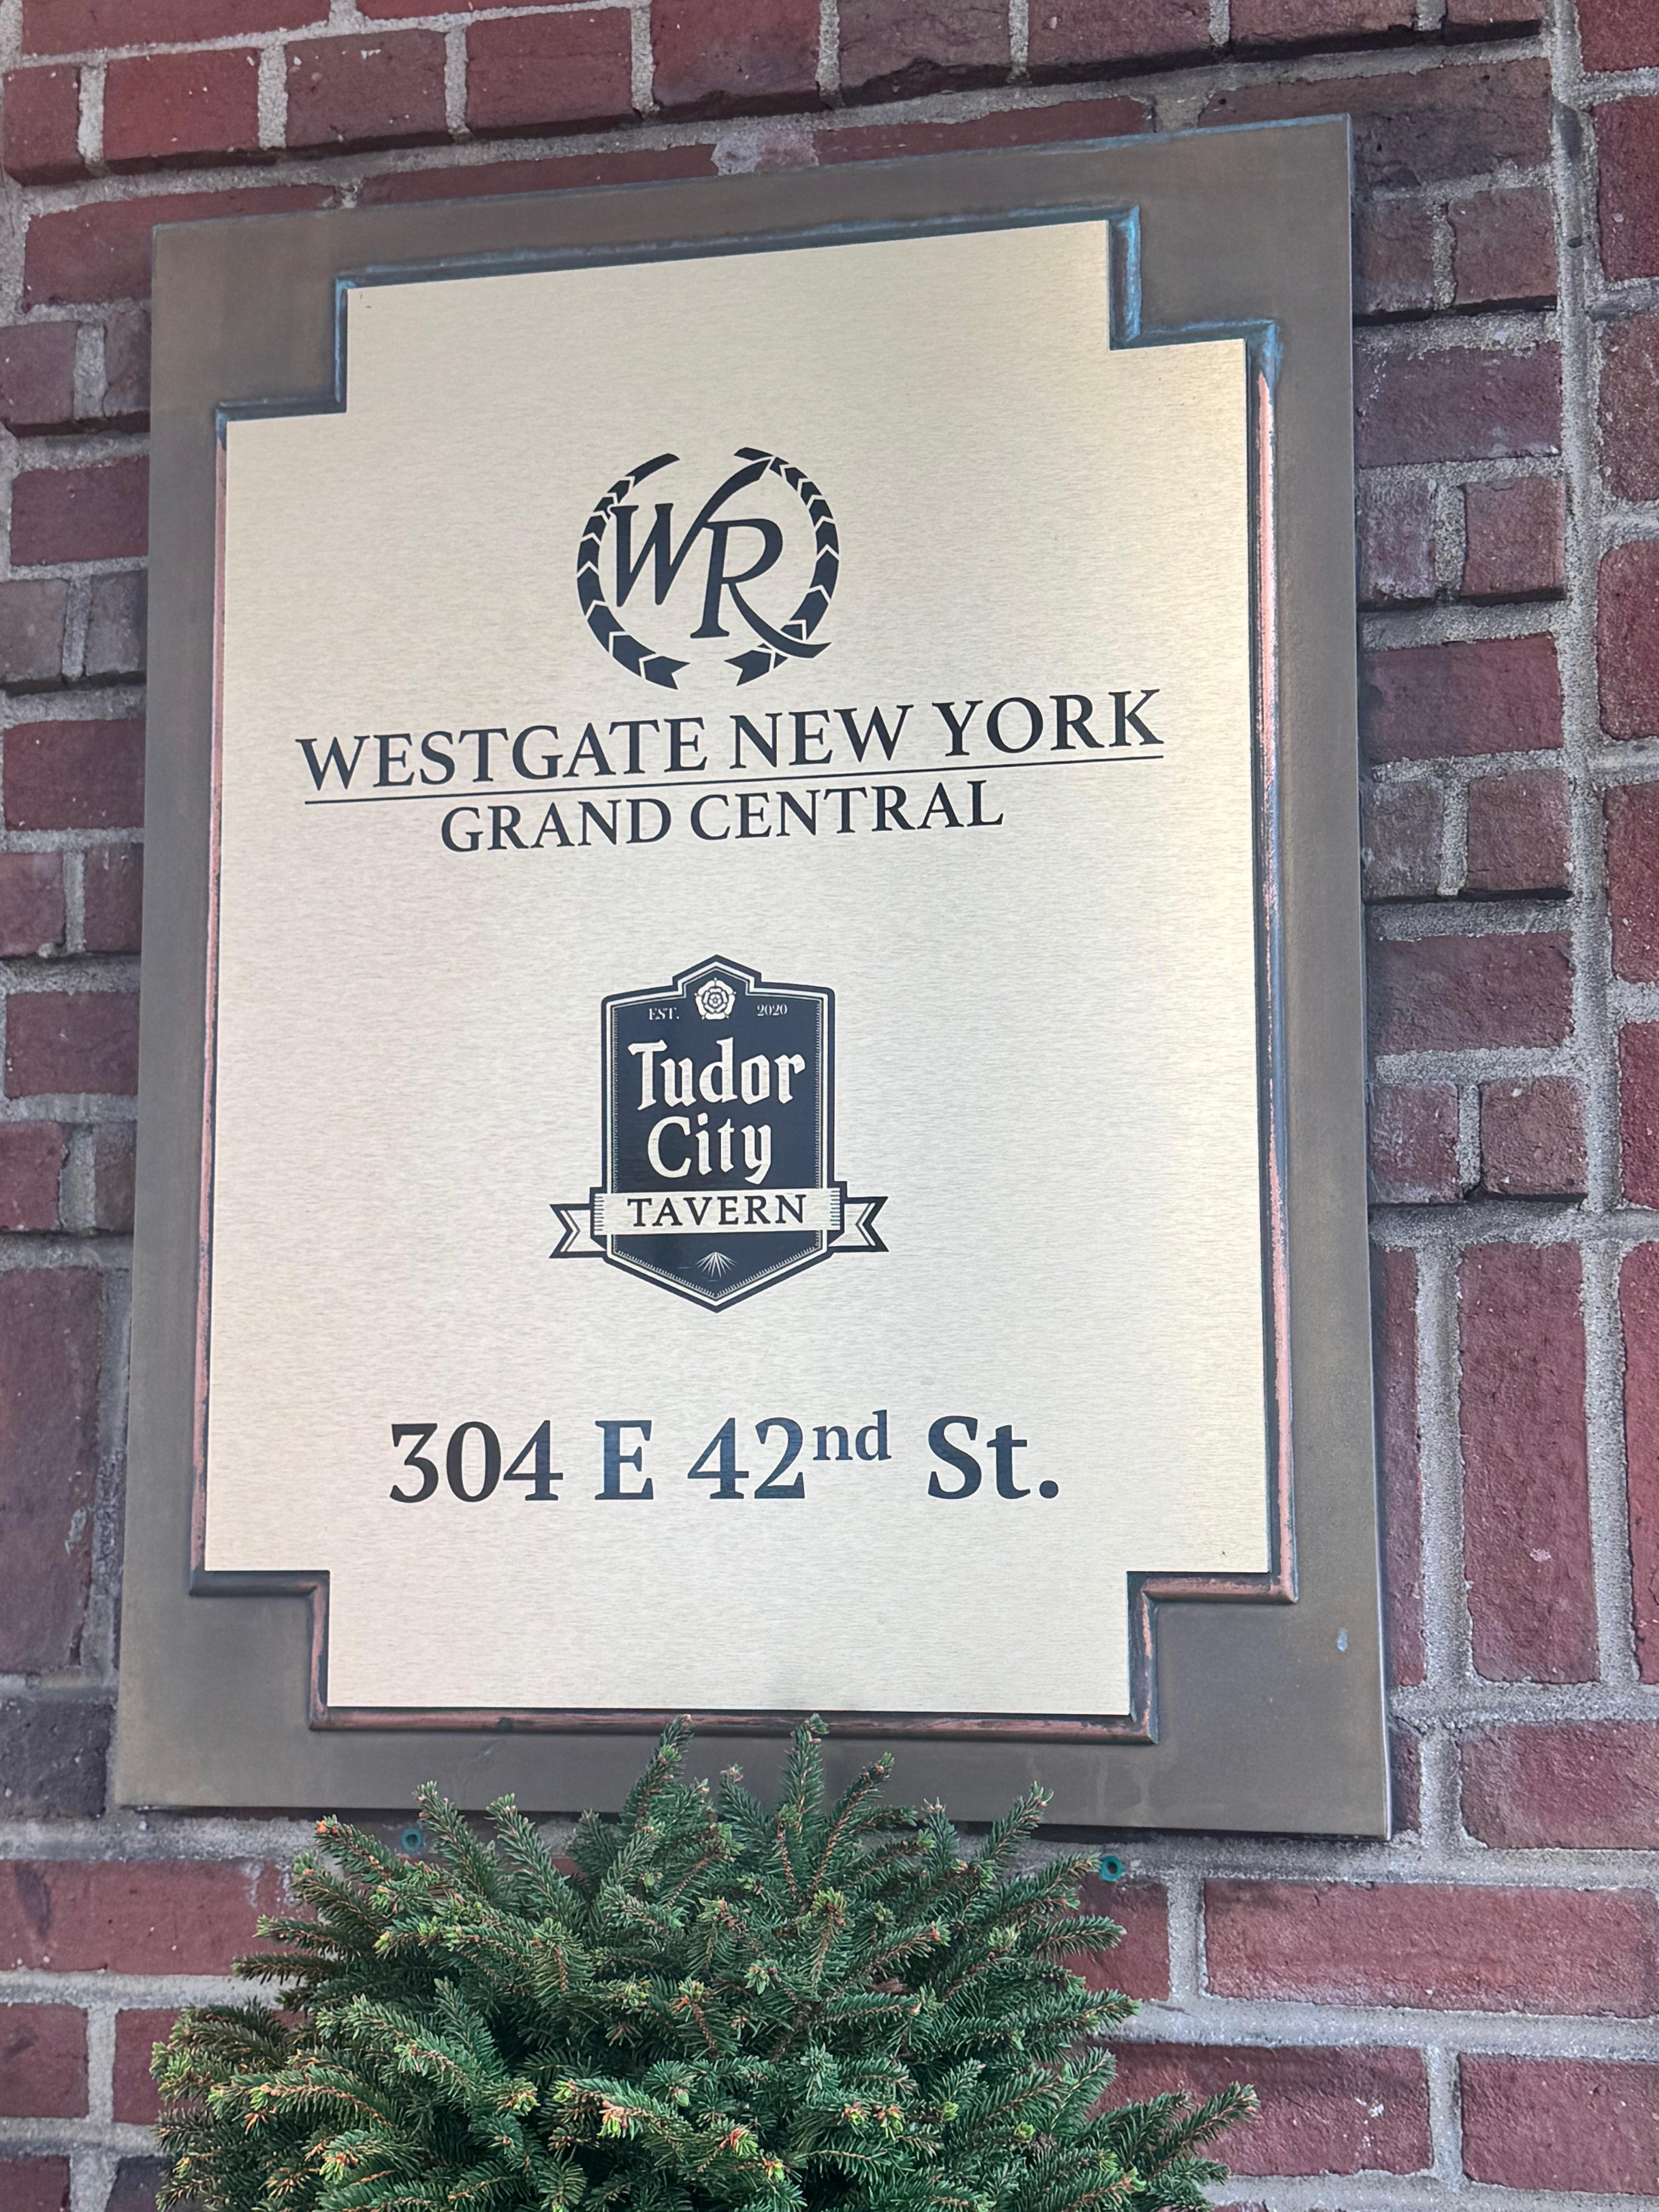 WR
WESTGATE NEW YORK
GRAND CENTRAL
EST. 2020
Tudor
City
TAVERN
304 E 42nd St.